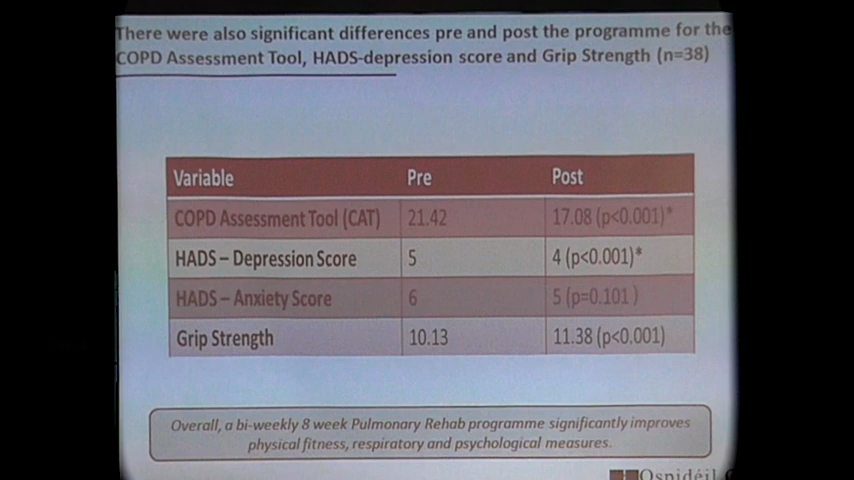 There were also significant differences pre and post the programme for the
COPD Assessment Tool, HADS-depression score and Grip Strength (n=38)
Variable Pre Post
COPD Assessment Tool (CAT) 21.42 17.08 (p<0.001)*
HADS – Depression Score 5 4 (p<0.001)*
HADS – Anxiety Score 6 5 (p=0.101 )
Grip Strength 10.13 11.38 (p<0.001)
Overall, a bi-weekly 8 week Pulmonary Rehab programme significantly improves
physical fitness, respiratory and psychological measures.
Ospidéil